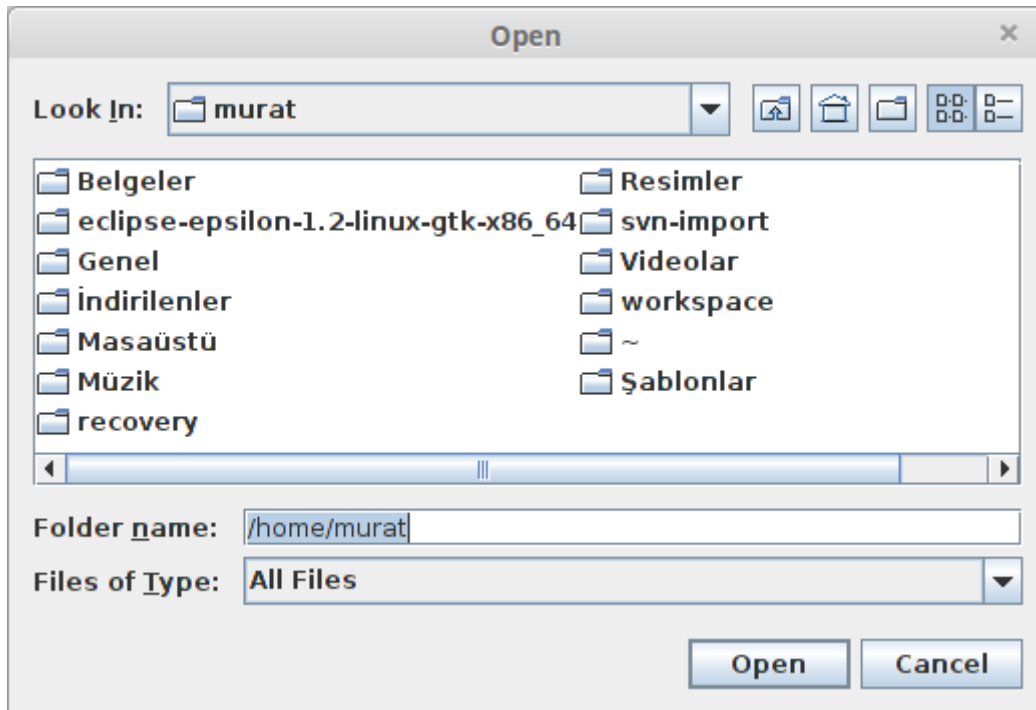 Open
Look In: murat
Belgeler
eclipse-epsilon-1.2-linux-gtk-x86_64
Genel
İndirilenler
Masaüstü
Müzik
recovery
Resimler
svn-import
Videolar
workspace
~
Şablonlar
Folder name: /home/murat
Files of Type: All Files
Open Cancel